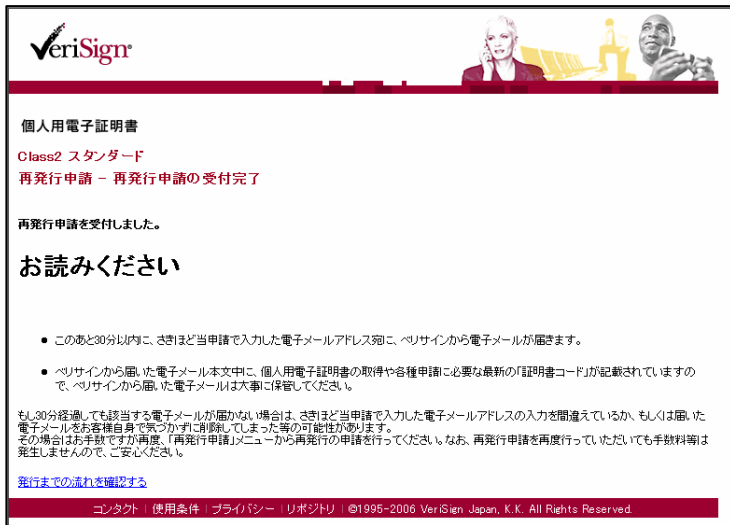 VeriSign®
個人用電子証明書
Class2 スタンダード
再発行申請 − 再発行申請の受付完了
再発行申請を受付しました。
お読みください
● このあと30分以内に、さきほど当申請で入力した電子メールアドレス宛に、ベリサインから電子メールが届きます。
● ベリサインから届いた電子メール本文中に、個人用電子証明書の取得や各種申請に必要な最新の「証明書コード」が記載されていますの
で、ベリサインから届いた電子メールは大事に保管してください。
もし30分経過しても該当する電子メールが届かない場合は、さきほど当申請で入力した電子メールアドレスの入力を間違えているか、もしくは届いた
電子メールをお客様自身で気づかずに削除してしまった等の可能性があります。
その場合はお手数ですが再度、「再発行申請」メニューから再発行の申請を行ってください。なお、再発行申請を再度行っていただいても手数料等は
発生しませんので、ご安心ください。
発行までの流れを確認する
コンタクト | 使用条件 | プライバシー | リポジトリ | ©1995-2006 VeriSign Japan, K.K. All Rights Reserved.